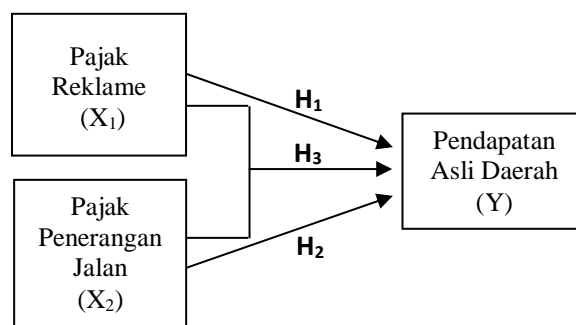 Pajak
Reklame
(X₁)
H₁
H₃
H₂
Pendapatan
Asli Daerah
(Y)
Pajak
Penerangan
Jalan
(X₂)